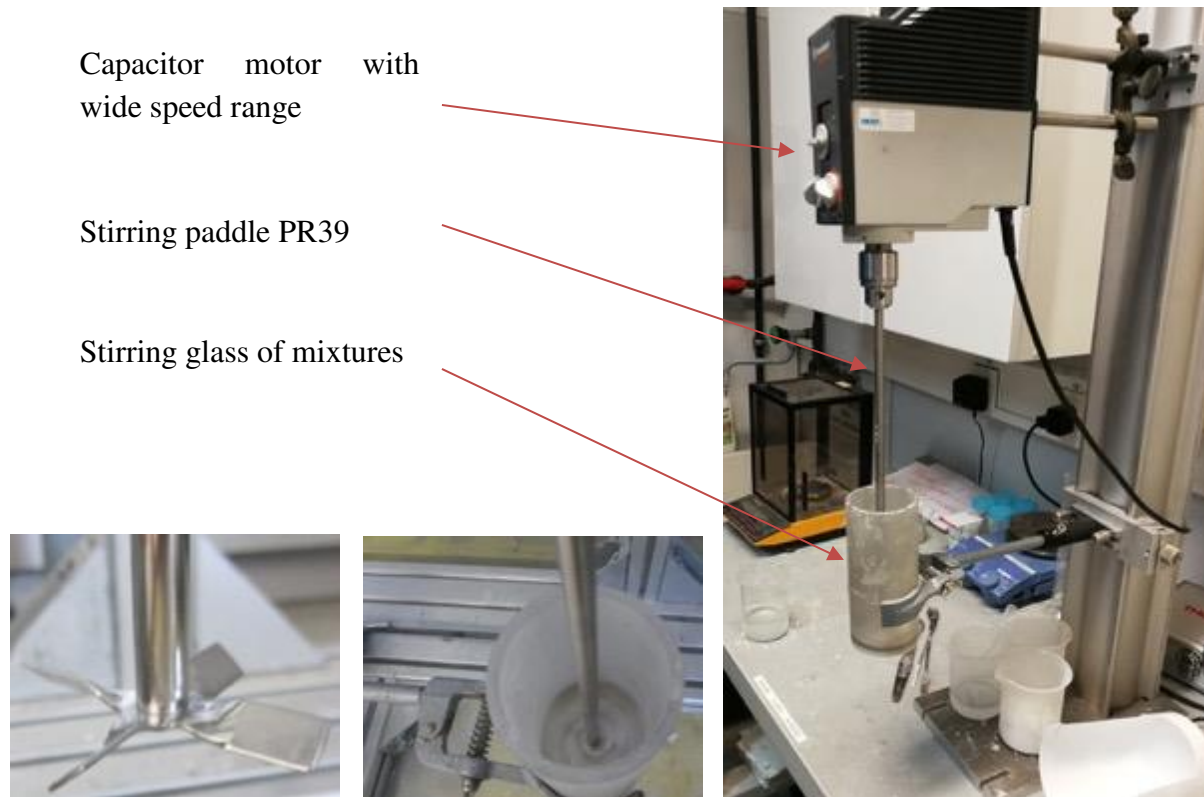 Capacitor motor with
wide speed range
Stirring paddle PR39
Stirring glass of mixtures